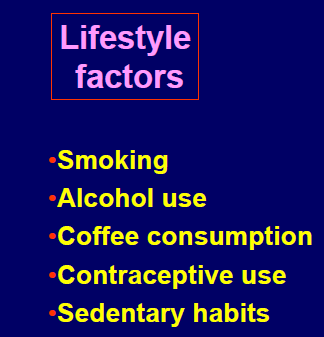 Lifestyle
factors
•Smoking
•Alcohol use
•Coffee consumption
•Contraceptive use
•Sedentary habits